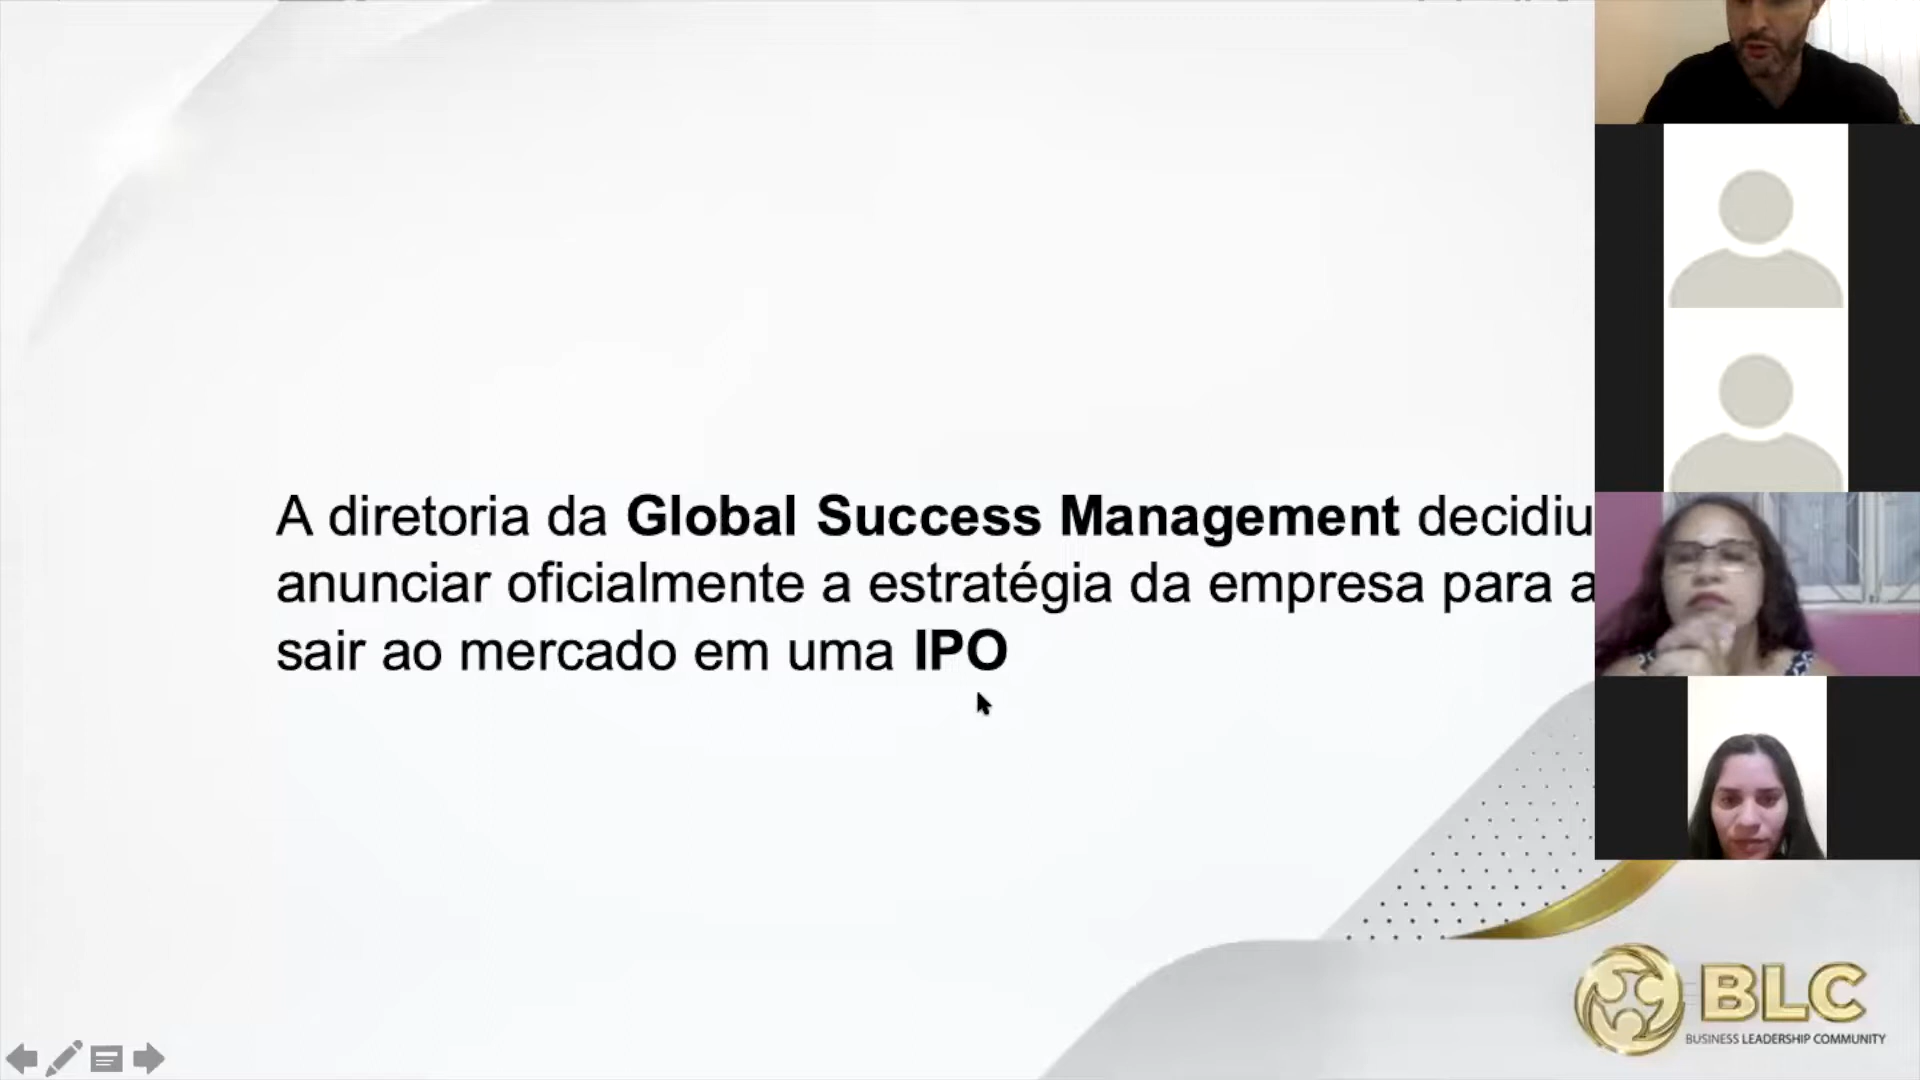 A diretoria da Global Success Management decidiu
anunciar oficialmente a estratégia da empresa para a
sair ao mercado em uma IPO
BLC
BUSINESS LEADERSHIP COMMUNITY